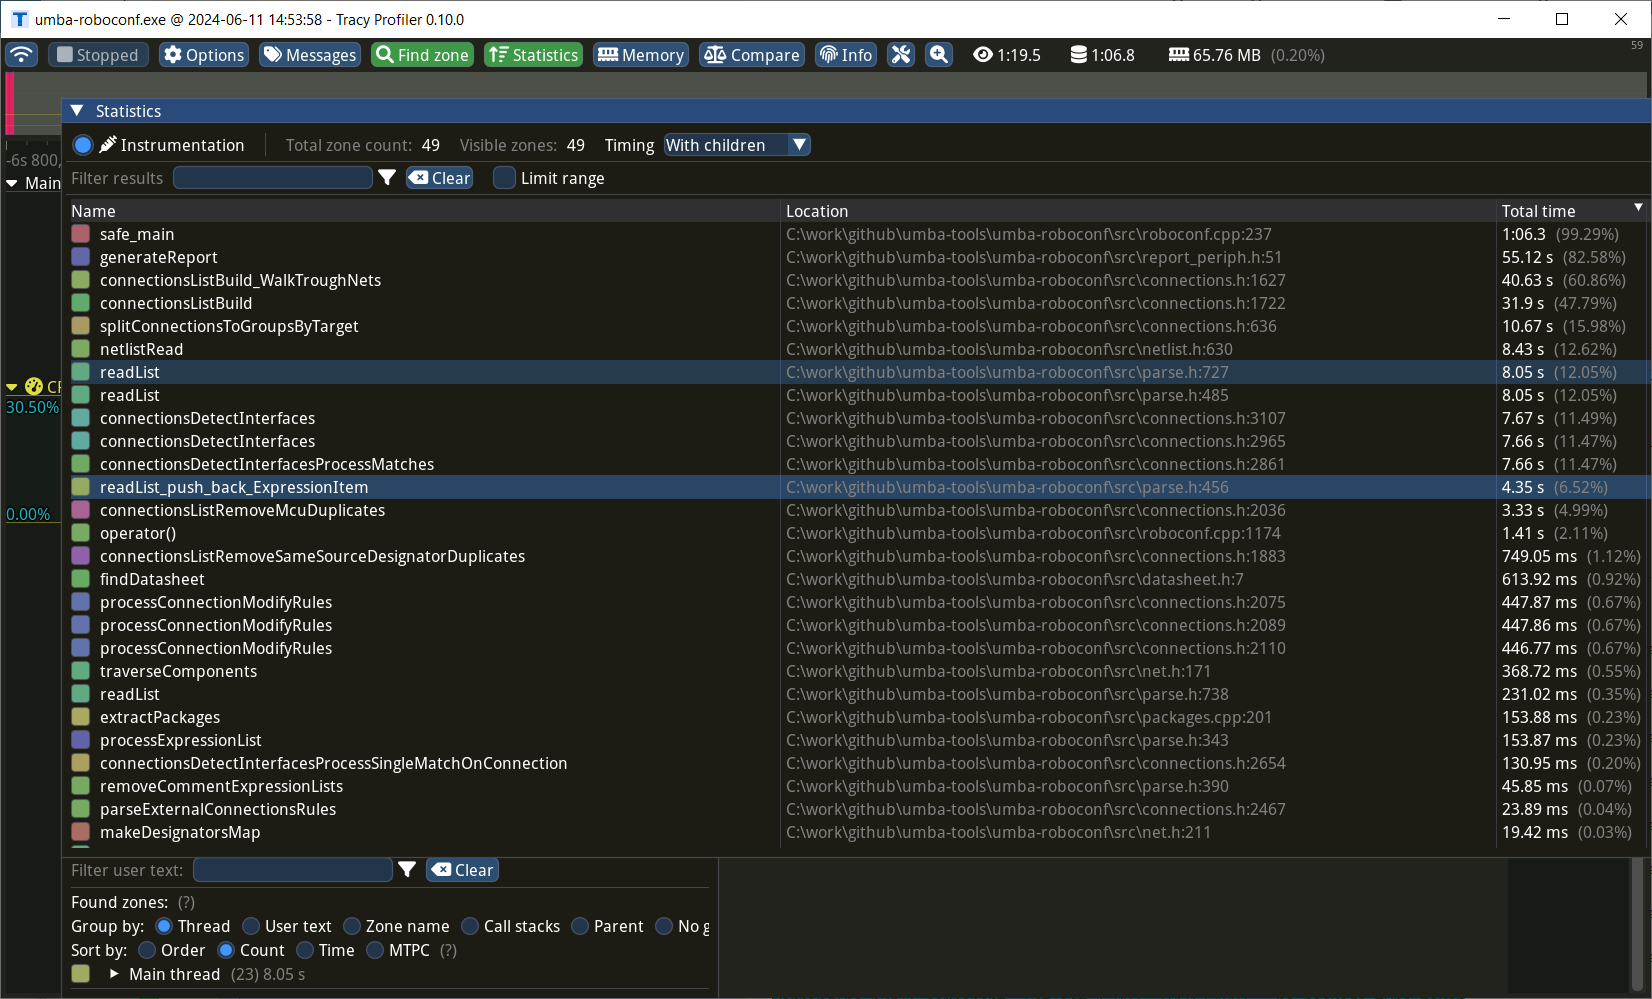 umba-roboconf.exe @ 2024-06-11 14:53:58 - Tracy Profiler 0.10.0
Stopped Options Messages Find zone Statistics Memory Compare Info 1:19.5 1:06.8 65.76 MB (0.20%) 59
Statistics
Instrumentation Total zone count: 49 Visible zones: 49 Timing With children
-6s 800,
Filter results Clear Limit range
Main
Name Location Total time
safe_main C:\work\github\umba-tools\umba-roboconf\src\roboconf.cpp:237 1:06.3 (99.29%)
generateReport C:\work\github\umba-tools\umba-roboconf\src\report_periph.h:51 55.12 s (82.58%)
connectionsListBuild_WalkTroughNets C:\work\github\umba-tools\umba-roboconf\src\connections.h:1627 40.63 s (60.86%)
connectionsListBuild C:\work\github\umba-tools\umba-roboconf\src\connections.h:1722 31.9 s (47.79%)
splitConnectionsToGroupsByTarget C:\work\github\umba-tools\umba-roboconf\src\connections.h:636 10.67 s (15.98%)
netlistRead C:\work\github\umba-tools\umba-roboconf\src\netlist.h:630 8.43 s (12.62%)
readList C:\work\github\umba-tools\umba-roboconf\src\parse.h:727 8.05 s (12.05%)
readList C:\work\github\umba-tools\umba-roboconf\src\parse.h:485 8.05 s (12.05%)
30.50%
connectionsDetectInterfaces C:\work\github\umba-tools\umba-roboconf\src\connections.h:3107 7.67 s (11.49%)
connectionsDetectInterfaces C:\work\github\umba-tools\umba-roboconf\src\connections.h:2965 7.66 s (11.47%)
connectionsDetectInterfacesProcessMatches C:\work\github\umba-tools\umba-roboconf\src\connections.h:2861 7.66 s (11.47%)
readList_push_back_ExpressionItem C:\work\github\umba-tools\umba-roboconf\src\parse.h:456 4.35 s (6.52%)
connectionsListRemoveMcuDuplicates C:\work\github\umba-tools\umba-roboconf\src\connections.h:2036 3.33 s (4.99%)
0.00%
operator() C:\work\github\umba-tools\umba-roboconf\src\roboconf.cpp:1174 1.41 s (2.11%)
connectionsListRemoveSameSourceDesignatorDuplicates C:\work\github\umba-tools\umba-roboconf\src\connections.h:1883 749.05 ms (1.12%)
findDatasheet C:\work\github\umba-tools\umba-roboconf\src\datasheet.h:7 613.92 ms (0.92%)
processConnectionModifyRules C:\work\github\umba-tools\umba-roboconf\src\connections.h:2075 447.87 ms (0.67%)
processConnectionModifyRules C:\work\github\umba-tools\umba-roboconf\src\connections.h:2089 447.86 ms (0.67%)
processConnectionModifyRules C:\work\github\umba-tools\umba-roboconf\src\connections.h:2110 446.77 ms (0.67%)
traverseComponents C:\work\github\umba-tools\umba-roboconf\src\net.h:171 368.72 ms (0.55%)
readList C:\work\github\umba-tools\umba-roboconf\src\parse.h:738 231.02 ms (0.35%)
extractPackages C:\work\github\umba-tools\umba-roboconf\src\packages.cpp:201 153.88 ms (0.23%)
processExpressionList C:\work\github\umba-tools\umba-roboconf\src\parse.h:343 153.87 ms (0.23%)
connectionsDetectInterfacesProcessSingleMatchOnConnection C:\work\github\umba-tools\umba-roboconf\src\connections.h:2654 130.95 ms (0.20%)
removeCommentExpressionLists C:\work\github\umba-tools\umba-roboconf\src\parse.h:390 45.85 ms (0.07%)
parseExternalConnectionsRules C:\work\github\umba-tools\umba-roboconf\src\connections.h:2467 23.89 ms (0.04%)
makeDesignatorsMap C:\work\github\umba-tools\umba-roboconf\src\net.h:211 19.42 ms (0.03%)
Filter user text: Clear
Found zones: (?)
Group by: Thread User text Zone name Call stacks Parent No g
Sort by: Order Count Time MTPC (?)
Main thread (23) 8.05 s